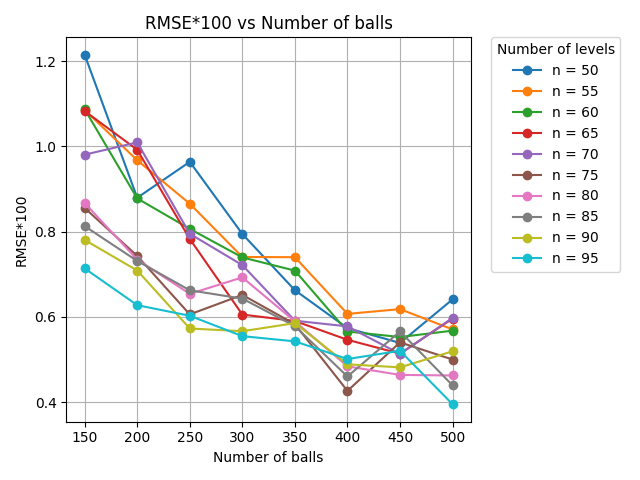 RMSE*100 vs Number of balls
RMSE*100
1.2
1.0
0.8
0.6
0.4
150 200 250 300 350 400 450 500
Number of balls
Number of levels
n = 50
n = 55
n = 60
n = 65
n = 70
n = 75
n = 80
n = 85
n = 90
n = 95